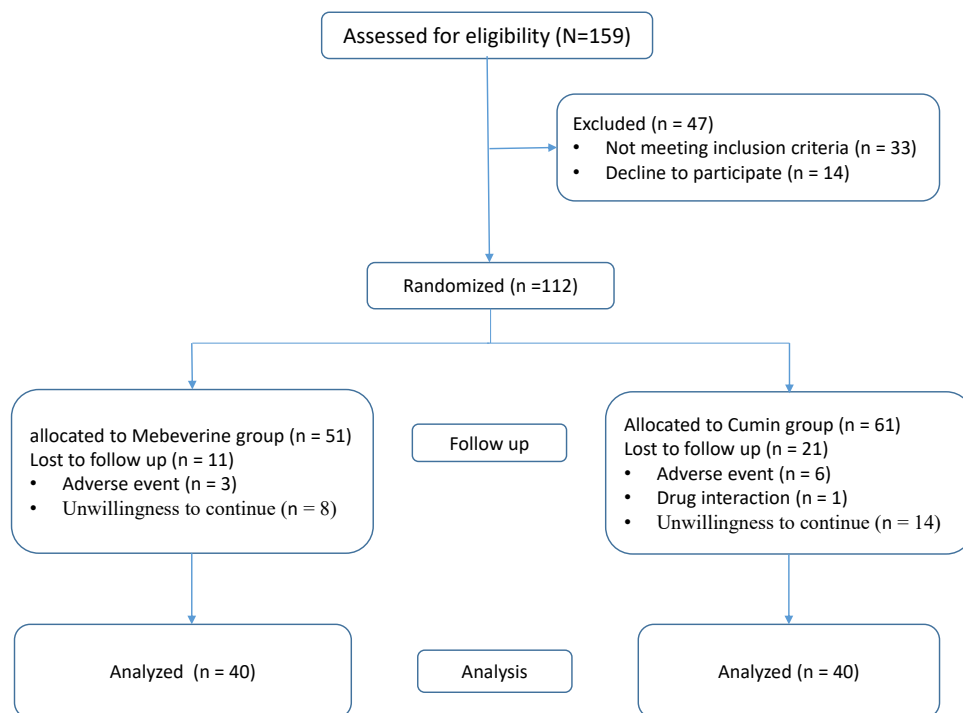 Assessed for eligibility (N=159)
Excluded (n = 47)
• Not meeting inclusion criteria (n = 33)
• Decline to participate (n = 14)
Randomized (n =112)
allocated to Mebeverine group (n = 51)
Lost to follow up (n = 11)
• Adverse event (n = 3)
• Unwillingness to continue (n = 8)
Follow up
Allocated to Cumin group (n = 61)
Lost to follow up (n = 21)
• Adverse event (n = 6)
• Drug interaction (n = 1)
• Unwillingness to continue (n = 14)
Analyzed (n = 40)
Analysis
Analyzed (n = 40)